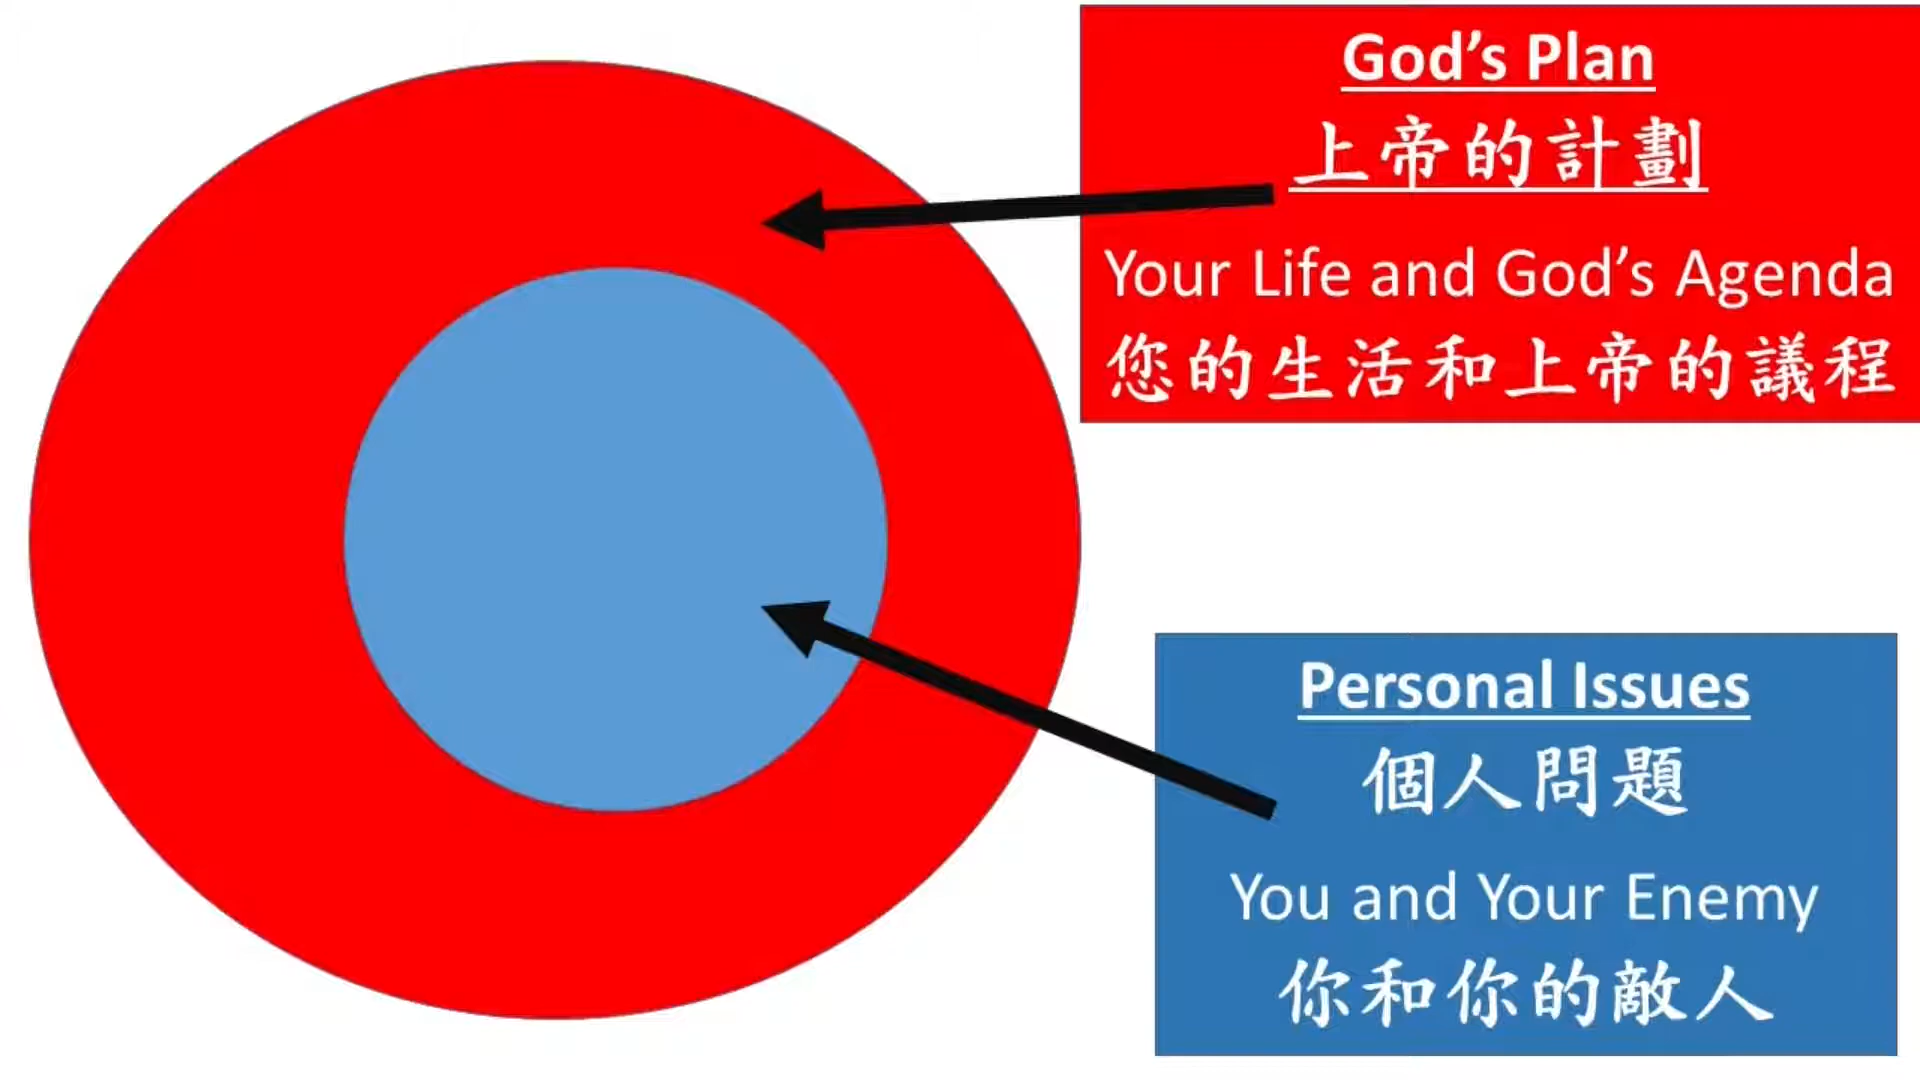 God’s Plan
上帝的計劃
Your Life and God’s Agenda
您的生活和上帝的議程
Personal Issues
個人問題
You and Your Enemy
你和你的敵人